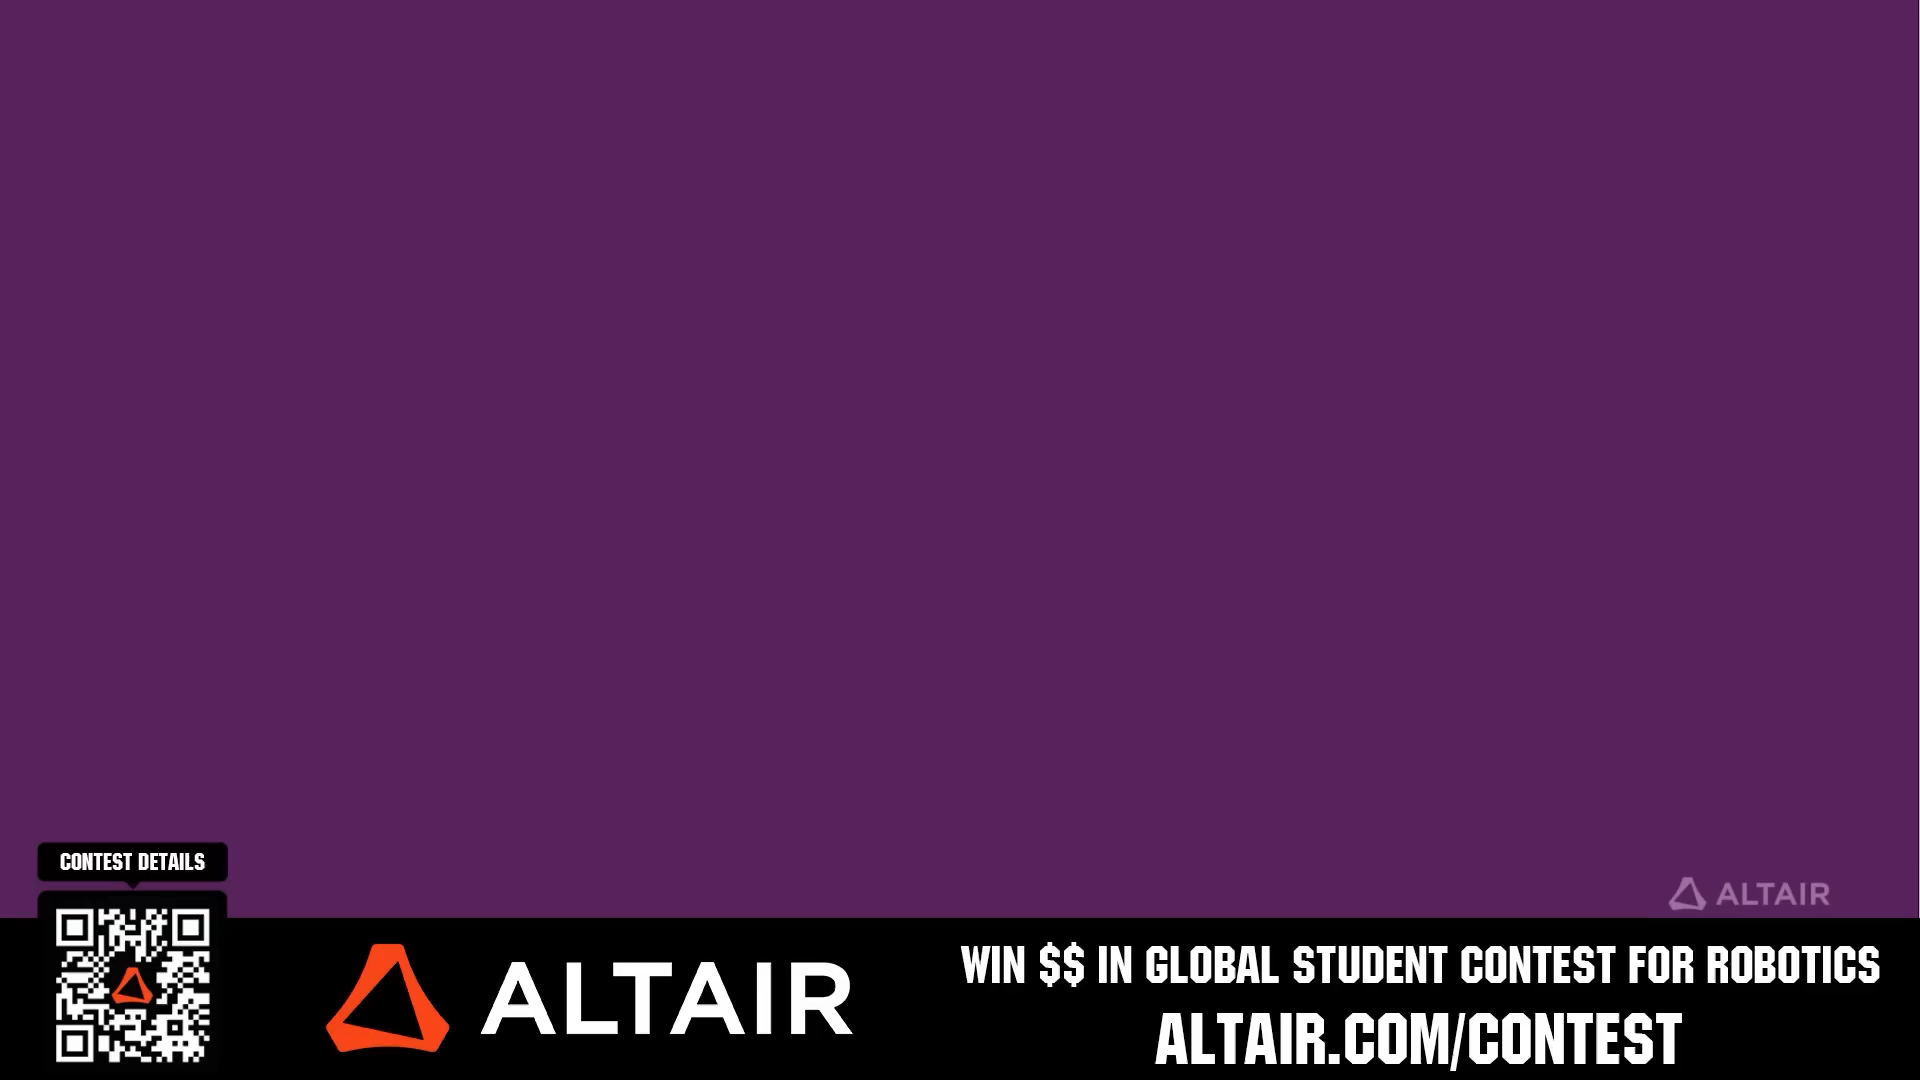 CONTEST DETAILS
ALTAIR
ALTAIR
WIN $$ IN GLOBAL STUDENT CONTEST FOR ROBOTICS
ALTAIR.COM/CONTEST